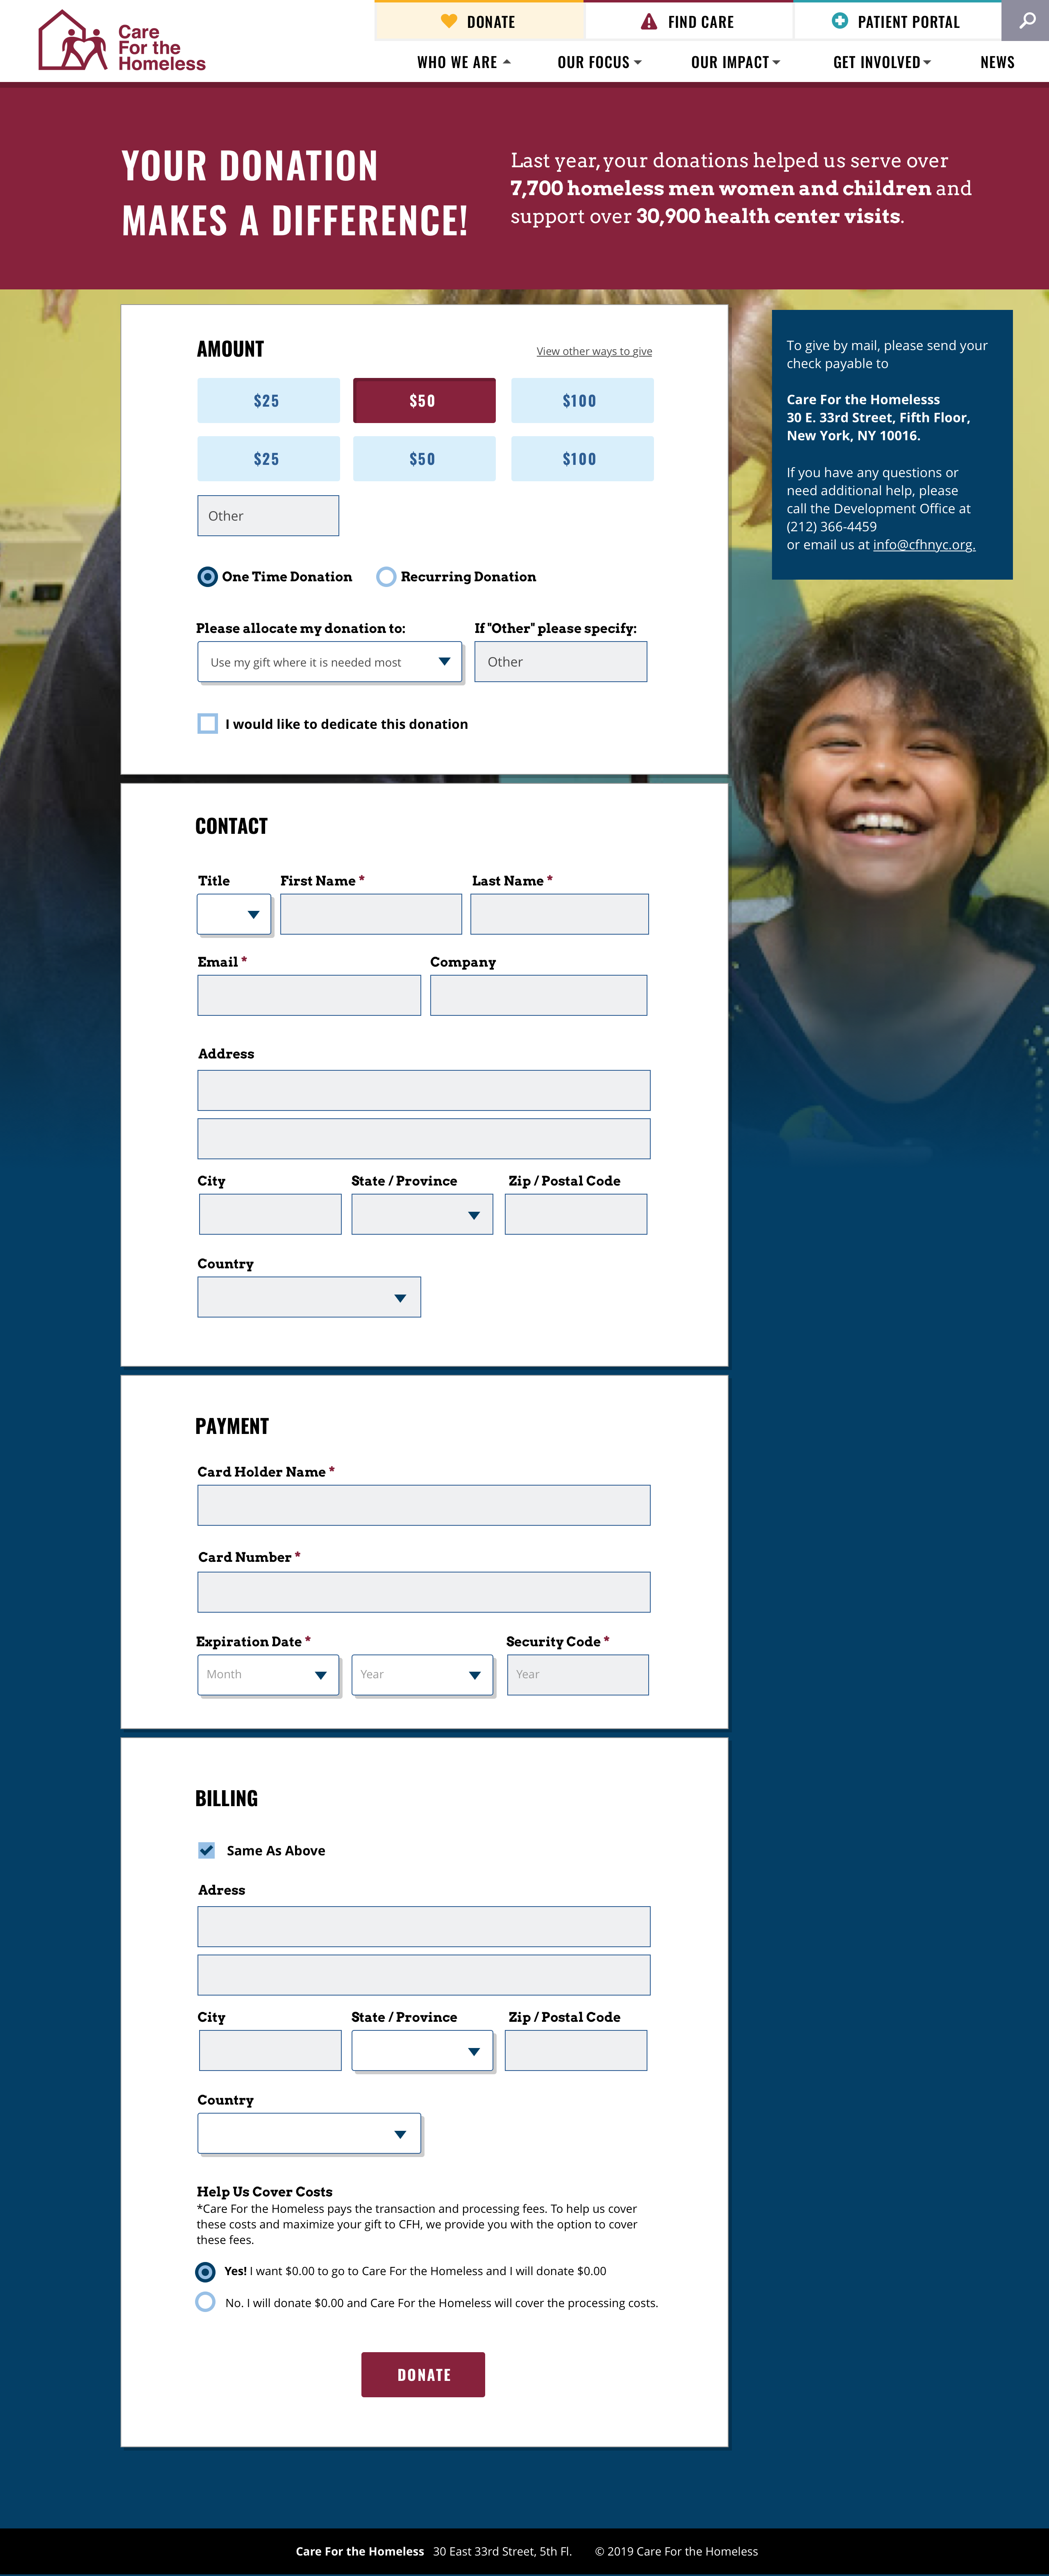 Care
For the
Homeless
DONATE
FIND CARE
PATIENT PORTAL
WHO WE ARE
OUR FOCUS
OUR IMPACT
GET INVOLVED
NEWS
YOUR DONATION
MAKES A DIFFERENCE!
Last year, your donations helped us serve over
7,700 homeless men women and children and
support over 30,900 health center visits.
AMOUNT
View other ways to give
$25
$50
$100
$25
$50
$100
Other
One Time Donation
Recurring Donation
Please allocate my donation to:
If "Other" please specify:
Use my gift where it is needed most
Other
I would like to dedicate this donation
To give by mail, please send your
check payable to
Care For the Homelesss
30 E. 33rd Street, Fifth Floor,
New York, NY 10016.
If you have any questions or
need additional help, please
call the Development Office at
(212) 366-4459
or email us at info@cfhnyc.org.
CONTACT
Title
First Name *
Last Name *
Email *
Company
Address
City
State / Province
Zip / Postal Code
Country
PAYMENT
Card Holder Name *
Card Number *
Expiration Date *
Security Code *
Month
Year
Year
BILLING
Same As Above
Adress
City
State / Province
Zip / Postal Code
Country
Help Us Cover Costs
*Care For the Homeless pays the transaction and processing fees. To help us cover
these costs and maximize your gift to CFH, we provide you with the option to cover
these fees.
Yes! I want $0.00 to go to Care For the Homeless and I will donate $0.00
No. I will donate $0.00 and Care For the Homeless will cover the processing costs.
DONATE
Care For the Homeless 30 East 33rd Street, 5th Fl. © 2019 Care For the Homeless